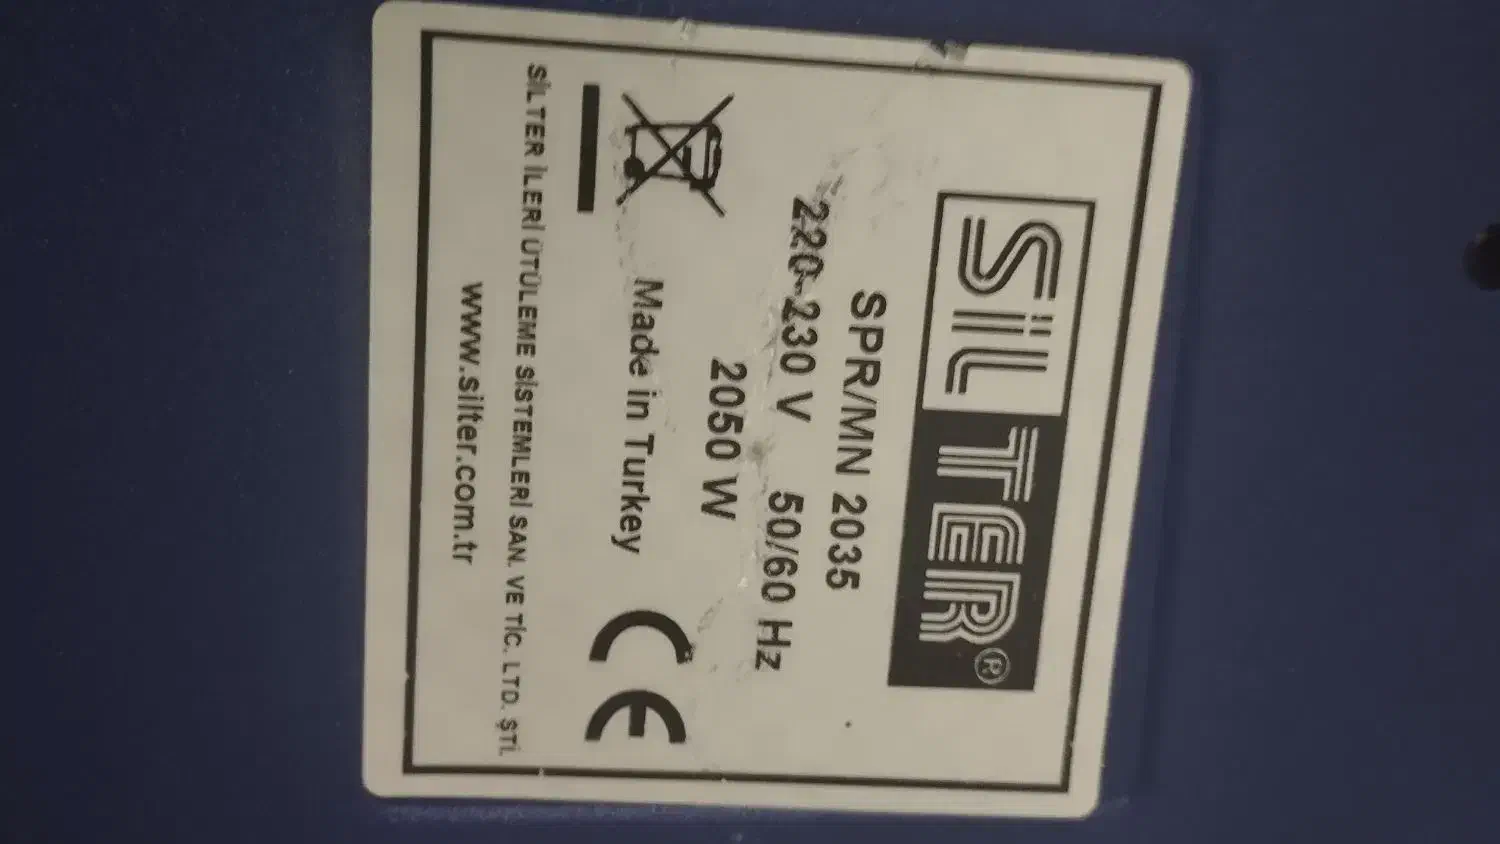 SİLTER®
SPR/MN 2035
220-230 V 50/60 Hz
2050 W
Made in Turkey
CE
SİLTER İLERİ ÜTÜLEME SİSTEMLERİ SAN. VE TİC. LTD. ŞTİ.
www.silter.com.tr